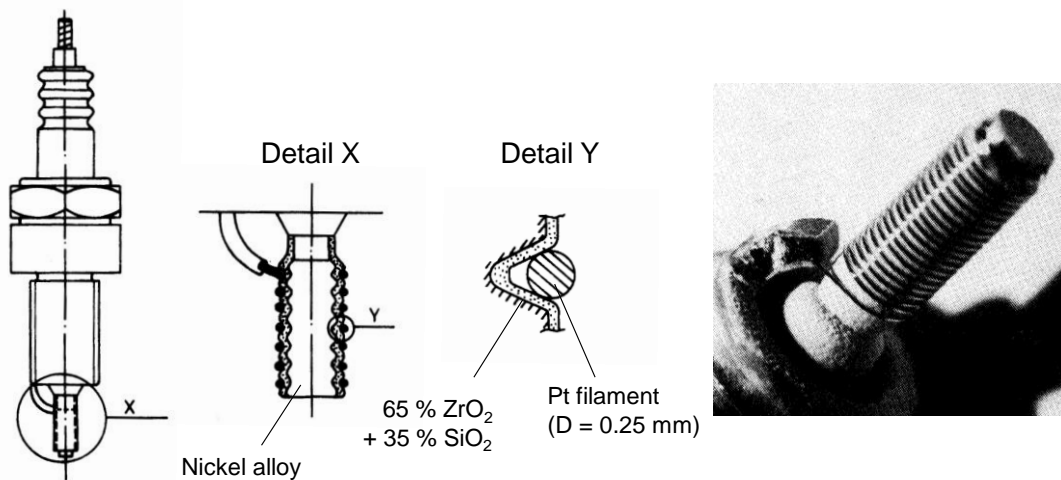 Detail X
Detail Y
X
Y
65 % ZrO₂
+ 35 % SiO₂
Pt filament
(D = 0.25 mm)
Nickel alloy